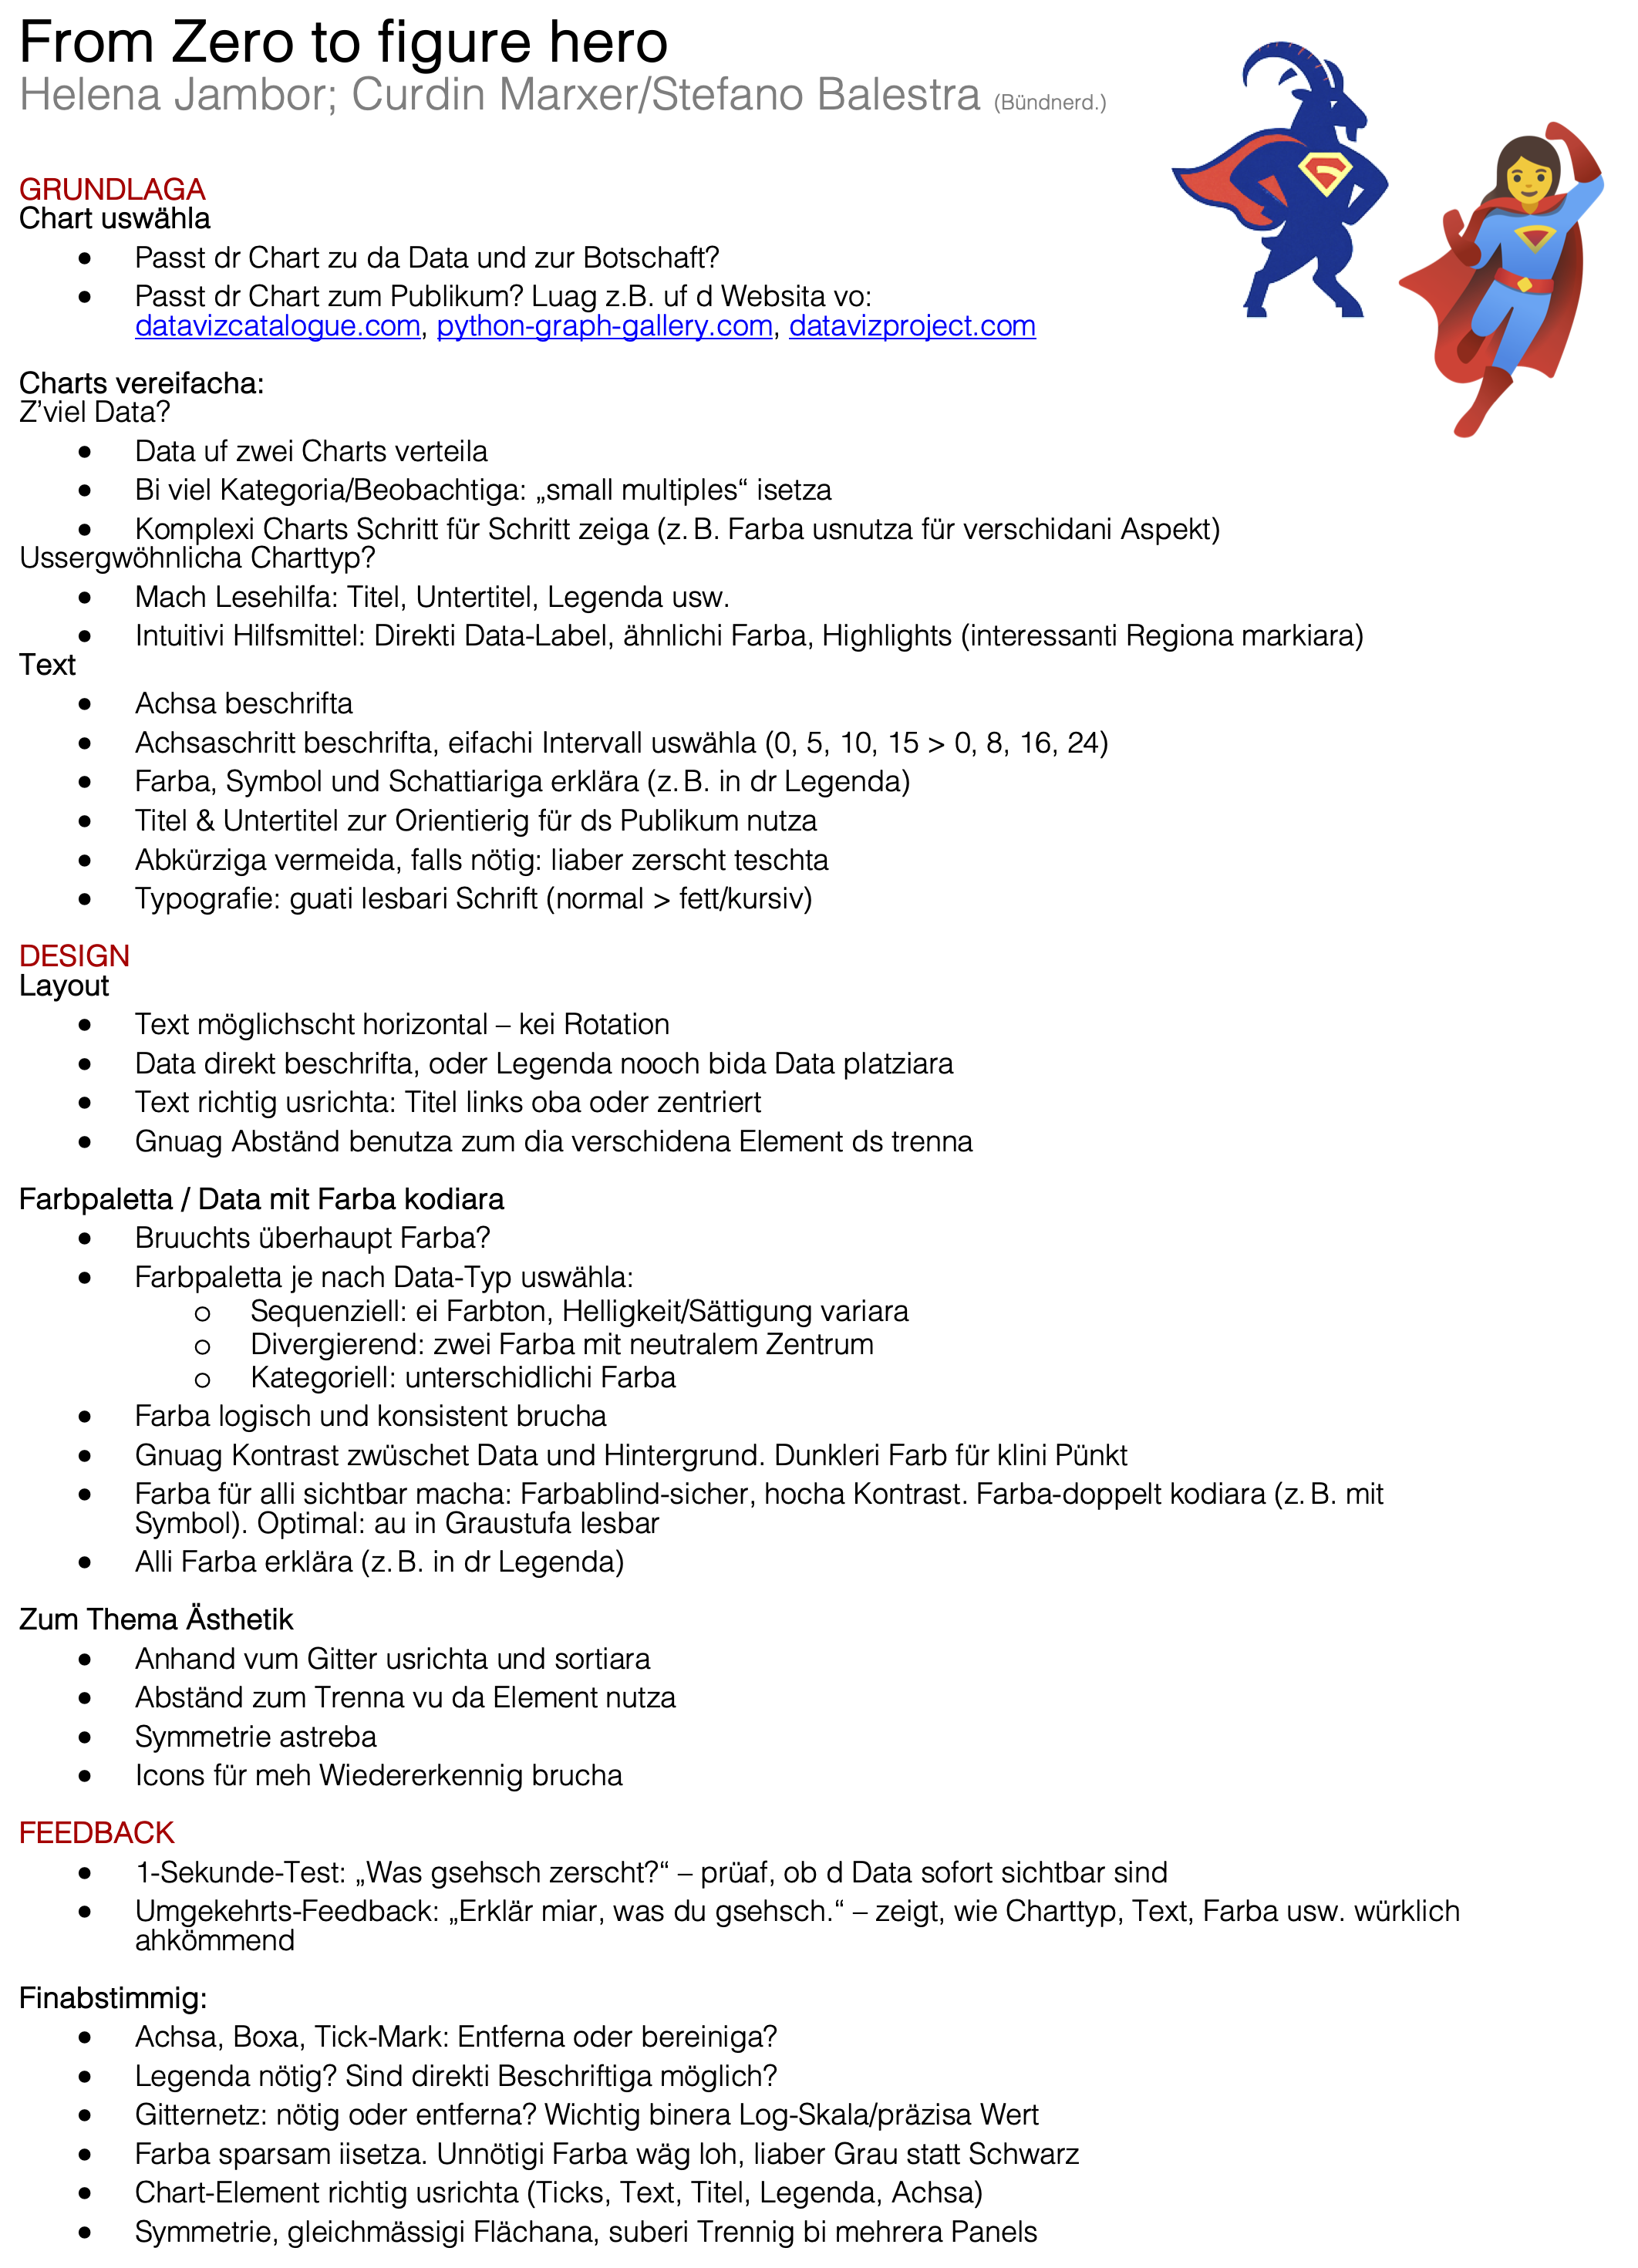 From Zero to figure hero
Helena Jambor; Curdin Marxer/Stefano Balestra (Bündnerd.)
GRUNDLAGA
Chart uswähla
● Passt dr Chart zu da Data und zur Botschaft?
● Passt dr Chart zum Publikum? Luag z.B. uf d Websita vo:
datavizcatalogue.com, python-graph-gallery.com, datavizproject.com
Charts vereifacha:
Z’viel Data?
● Data uf zwei Charts verteila
● Bi viel Kategoria/Beobachtiga: „small multiples“ isetza
● Komplexi Charts Schritt für Schritt zeiga (z. B. Farba usnutza für verschidani Aspekt)
Ussergwöhnlicha Charttyp?
● Mach Lesehilfa: Titel, Untertitel, Legenda usw.
● Intuitivi Hilfsmittel: Direkti Data-Label, ähnlichi Farba, Highlights (interessanti Regiona markiara)
Text
● Achsa beschrifta
● Achsaschritt beschrifta, eifachi Intervall uswähla (0, 5, 10, 15 > 0, 8, 16, 24)
● Farba, Symbol und Schattiariga erklära (z. B. in dr Legenda)
● Titel & Untertitel zur Orientierig für ds Publikum nutza
● Abkürziga vermeida, falls nötig: liaber zerscht teschta
● Typografie: guati lesbari Schrift (normal > fett/kursiv)
DESIGN
Layout
● Text möglichscht horizontal – kei Rotation
● Data direkt beschrifta, oder Legenda nooch bida Data platziara
● Text richtig usrichta: Titel links oba oder zentriert
● Gnuag Abständ benutza zum dia verschidena Element ds trenna
Farbpaletta / Data mit Farba kodiara
● Bruuchts überhaupt Farba?
● Farbpaletta je nach Data-Typ uswähla:
○ Sequenziell: ei Farbton, Helligkeit/Sättigung variara
○ Divergierend: zwei Farba mit neutralem Zentrum
○ Kategoriell: unterschidlichi Farba
● Farba logisch und konsistent brucha
● Gnuag Kontrast zwüschet Data und Hintergrund. Dunkleri Farb für klini Pünkt
● Farba für alli sichtbar macha: Farbablind-sicher, hocha Kontrast. Farba-doppelt kodiara (z. B. mit
Symbol). Optimal: au in Graustufa lesbar
● Alli Farba erklära (z. B. in dr Legenda)
Zum Thema Ästhetik
● Anhand vum Gitter usrichta und sortiara
● Abständ zum Trenna vu da Element nutza
● Symmetrie astreba
● Icons für meh Wiedererkennig brucha
FEEDBACK
● 1-Sekunde-Test: „Was gsehsch zerscht?“ – prüaf, ob d Data sofort sichtbar sind
● Umgekehrts-Feedback: „Erklär miar, was du gsehsch.“ – zeigt, wie Charttyp, Text, Farba usw. würklich
ahkömmend
Finabstimmig:
● Achsa, Boxa, Tick-Mark: Entferna oder bereiniga?
● Legenda nötig? Sind direkti Beschriftiga möglich?
● Gitternetz: nötig oder entferna? Wichtig binera Log-Skala/präzisa Wert
● Farba sparsam iisetza. Unnötigi Farba wäg loh, liaber Grau statt Schwarz
● Chart-Element richtig usrichta (Ticks, Text, Titel, Legenda, Achsa)
● Symmetrie, gleichmässigi Flächana, suberi Trennig bi mehrera Panels